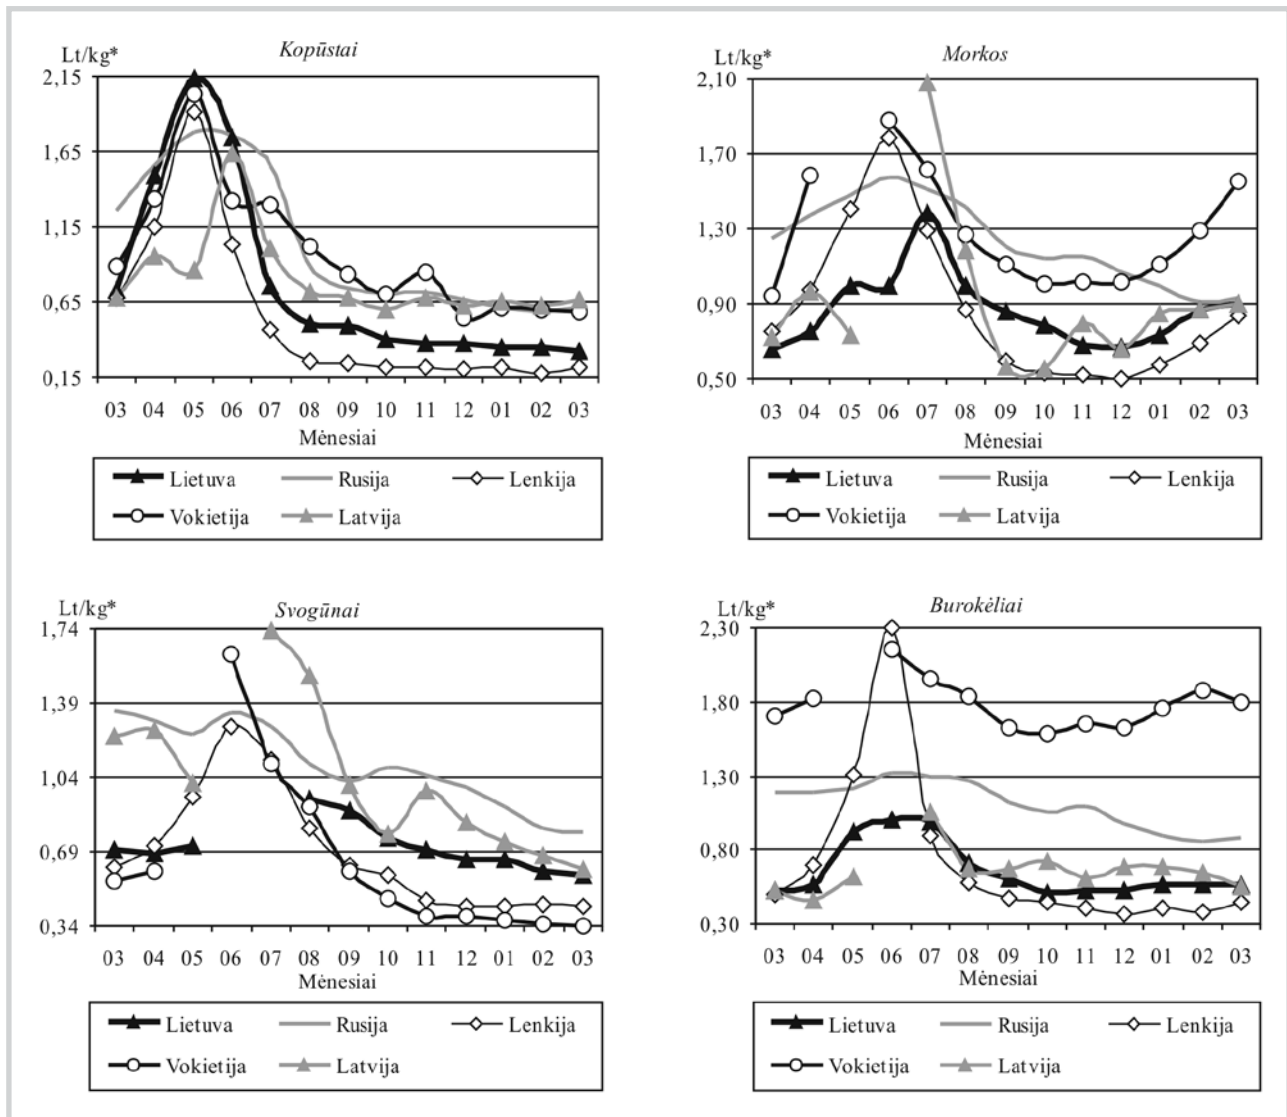 Kopūstai
Lt/kg*
2,15
1,65
1,15
0,65
0,15
03 04 05 06 07 08 09 10 11 12 01 02 03
Mėnesiai
Lietuva Rusija Lenkija
Vokietija Latvija
Morkos
Lt/kg*
2,10
1,70
1,30
0,90
0,50
03 04 05 06 07 08 09 10 11 12 01 02 03
Mėnesiai
Lietuva Rusija Lenkija
Vokietija Latvija
Svogūnai
Lt/kg*
1,74
1,39
1,04
0,69
0,34
03 04 05 06 07 08 09 10 11 12 01 02 03
Mėnesiai
Lietuva Rusija Lenkija
Vokietija Latvija
Burokėliai
Lt/kg*
2,30
1,80
1,30
0,80
0,30
03 04 05 06 07 08 09 10 11 12 01 02 03
Mėnesiai
Lietuva Rusija Lenkija
Vokietija Latvija